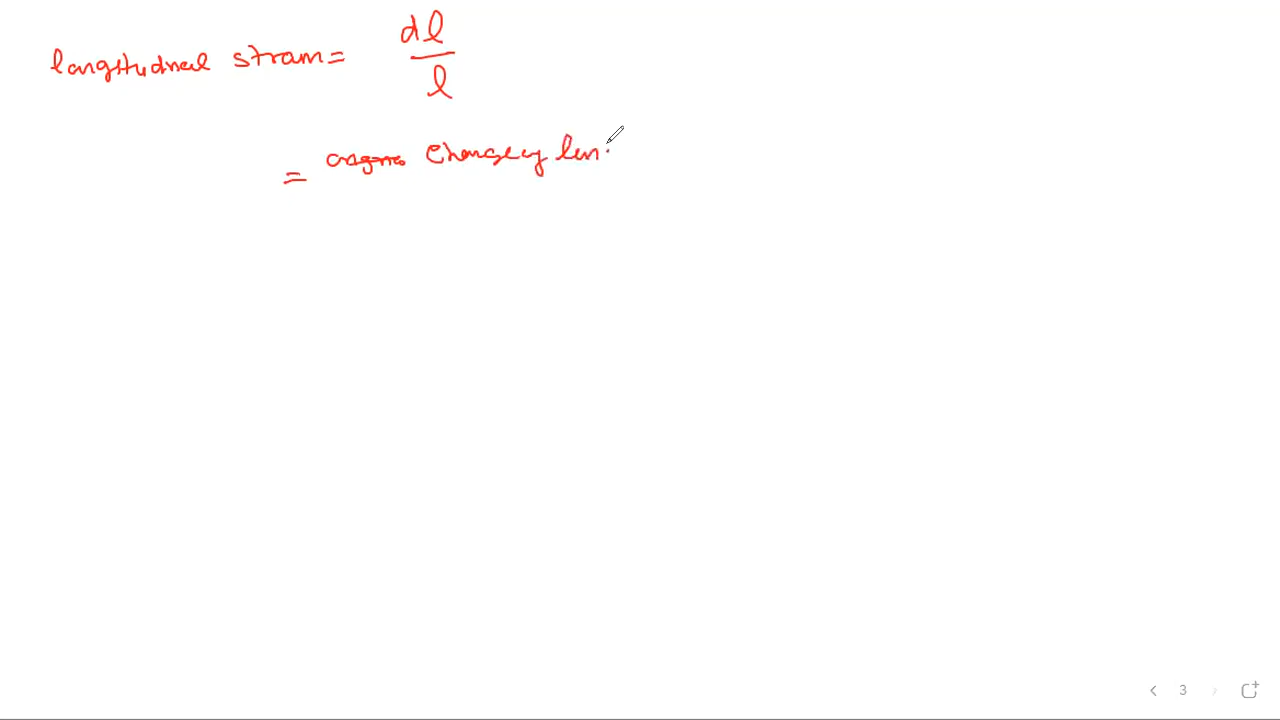 longitudinal strain = dl / l
= change of len.
3